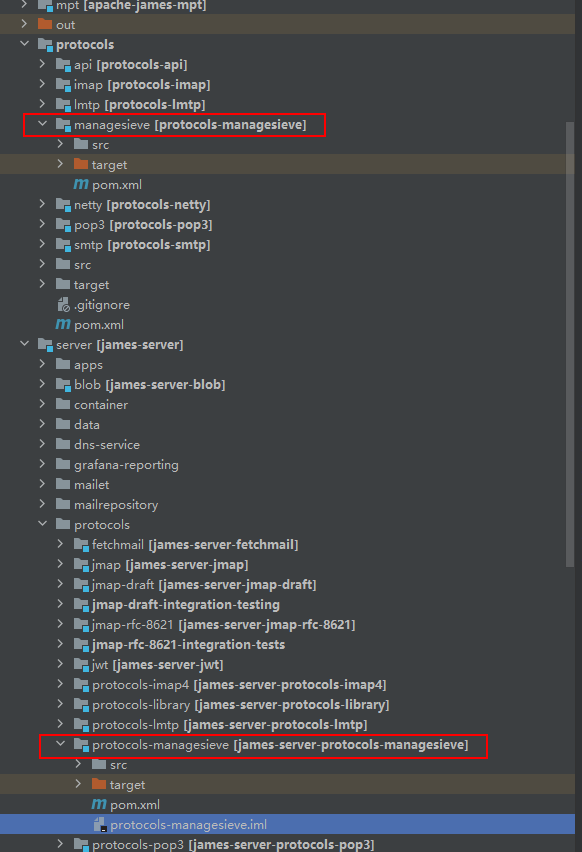 mpt [apache-james-mpt]
out
protocols
api [protocols-api]
imap [protocols-imap]
lmtp [protocols-lmtp]
managesieve [protocols-managesieve]
src
target
m pom.xml
netty [protocols-netty]
pop3 [protocols-pop3]
smtp [protocols-smtp]
src
target
.gitignore
m pom.xml
server [james-server]
apps
blob [james-server-blob]
container
data
dns-service
grafana-reporting
mailet
mailrepository
protocols
fetchmail [james-server-fetchmail]
jmap [james-server-jmap]
jmap-draft [james-server-jmap-draft]
jmap-draft-integration-testing
jmap-rfc-8621 [james-server-jmap-rfc-8621]
jmap-rfc-8621-integration-tests
jwt [james-server-jwt]
protocols-imap4 [james-server-protocols-imap4]
protocols-library [james-server-protocols-library]
protocols-lmtp [james-server-protocols-lmtp]
protocols-managesieve [james-server-protocols-managesieve]
src
target
m pom.xml
protocols-managesieve.iml
protocols-pop3 [james-server-protocols-pop3]